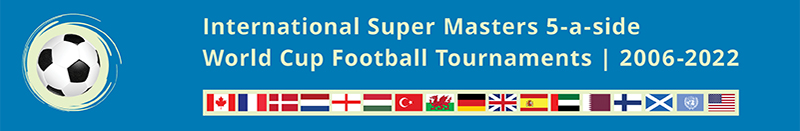 International Super Masters 5-a-side
World Cup Football Tournaments | 2006-2022